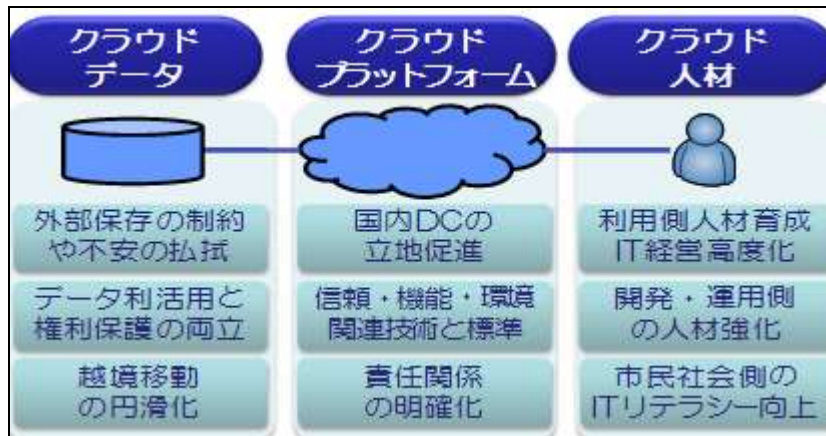 クラウド
データ
外部保存の制約
や不安の払拭
データ利活用と
権利保護の両立
越境移動
の円滑化
クラウド
プラットフォーム
国内DCの
立地促進
信頼・機能・環境
関連技術と標準
責任関係
の明確化
クラウド
人材
利用側人材育成
IT経営高度化
開発・運用側
の人材強化
市民社会側の
ITリテラシー向上